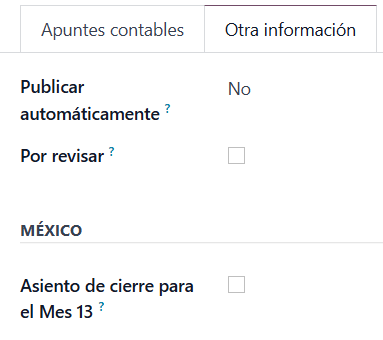 Apuntes contables Otra información
Publicar
automáticamente ? No
Por revisar ?
MÉXICO
Asiento de cierre para
el Mes 13 ?